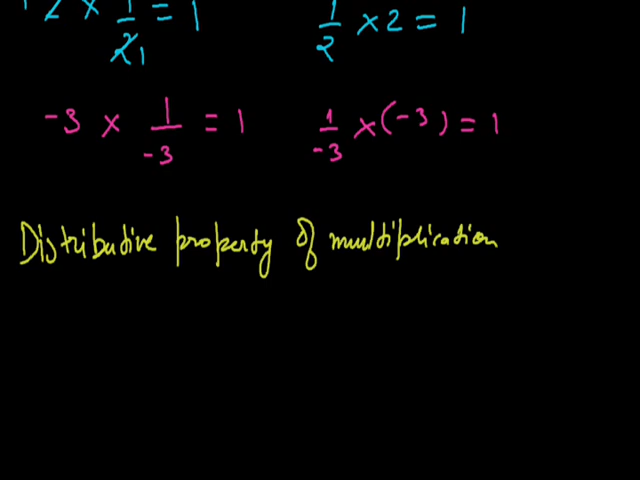 2 × 1/2 = 1    1/2 × 2 = 1
-3 × 1/-3 = 1    1/-3 × (-3) = 1
Distributive property of multiplication